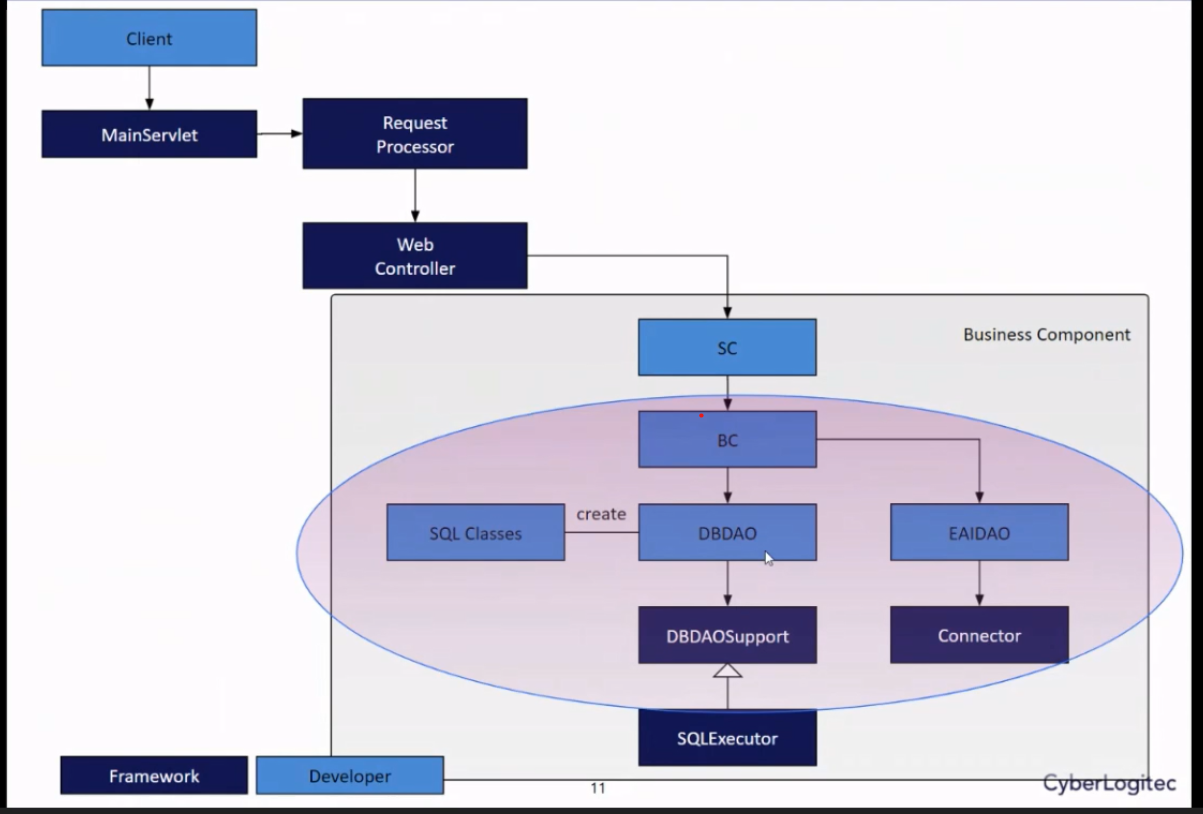 Client
MainServlet
Request
Processor
Web
Controller
SC
Business Component
BC
SQL Classes
create
DBDAO
EAIDAO
DBDAOSupport
Connector
SQLExecutor
Framework
Developer
11
CyberLogitec